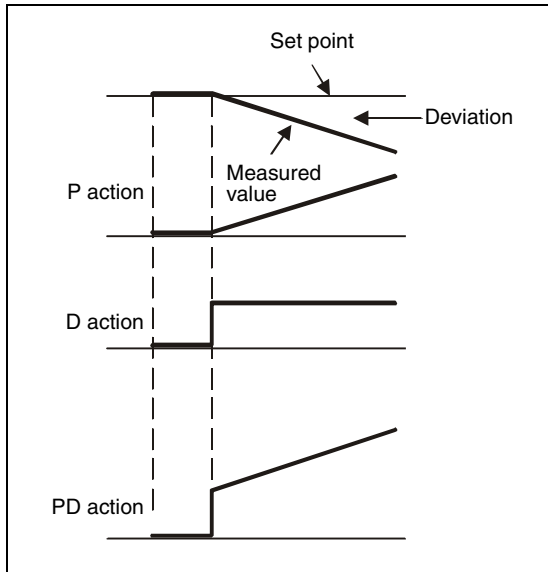 Set point
Deviation
Measured
value
P action
D action
PD action